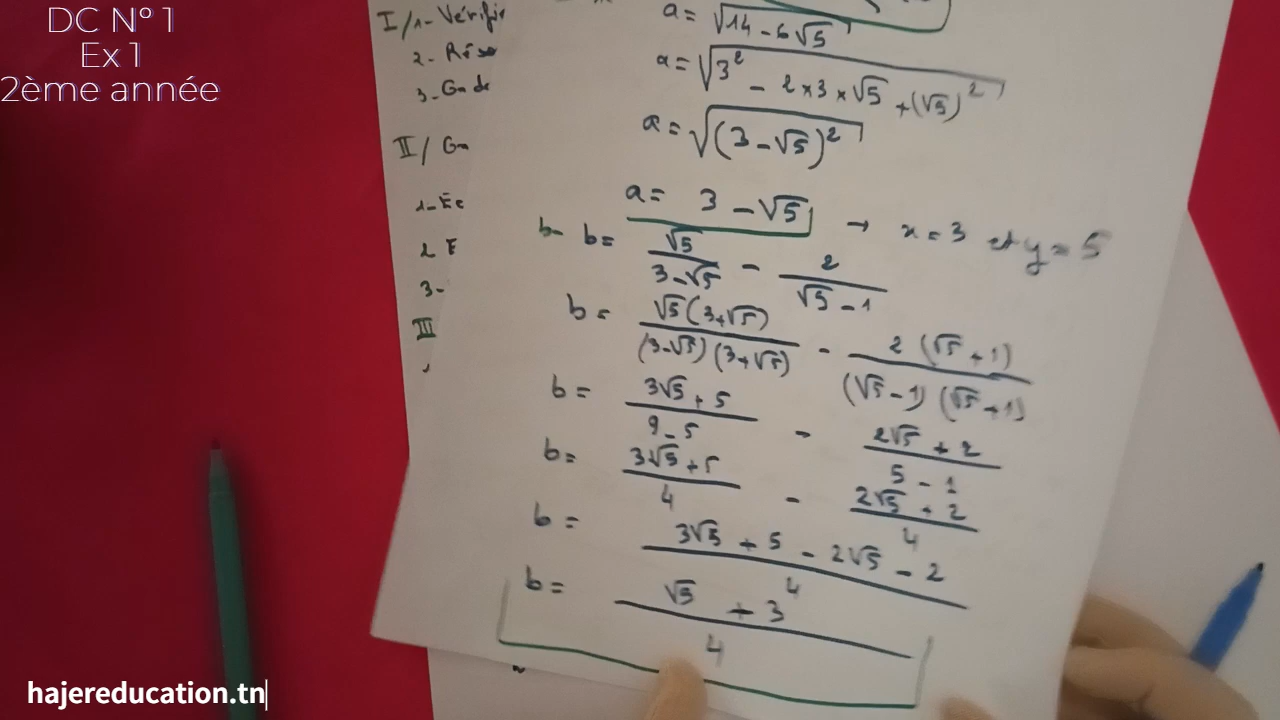 DC N° 1
Ex 1
2ème année
I/1- Vérifi
2- Réso
3-
II/
1-
2
3-
III
a = √(14 - 6√5)
a = √(3² - 2×3×√5 + (√5)²)
a = √((3 - √5)²)
a = 3 - √5 → x = 3 et y = 5
b- b = √5/(3 - √5) - 2/(√5 - 1)
b = √5(3+√5)/((3-√5)(3+√5)) - 2(√5 + 1)/((√5 - 1)(√5 + 1))
b = (3√5 + 5)/(9 - 5) - (2√5 + 2)/(5 - 1)
b = (3√5 + 5)/4 - (2√5 + 2)/4
b = (3√5 + 5 - 2√5 - 2)/4
b = (√5 + 3)/4
hajereducation.tn